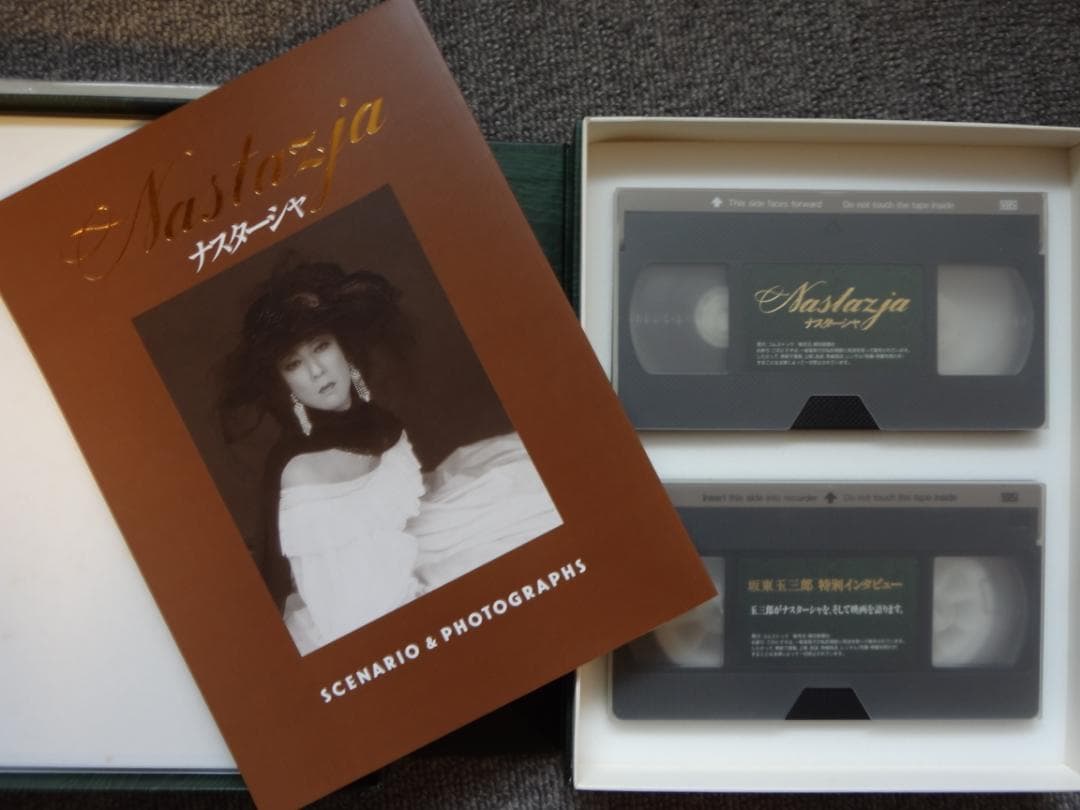 Nastazja
ナスターシャ
SCENARIO & PHOTOGRAPHS
This side faces forward
Do not touch the tape inside
VHS
Nastazja
ナスターシャ
Insert this side into recorder
Do not touch the tape inside
VHS
坂東玉三郎 特別インタビュー
玉三郎がナスターシャを、そして映画を語ります。